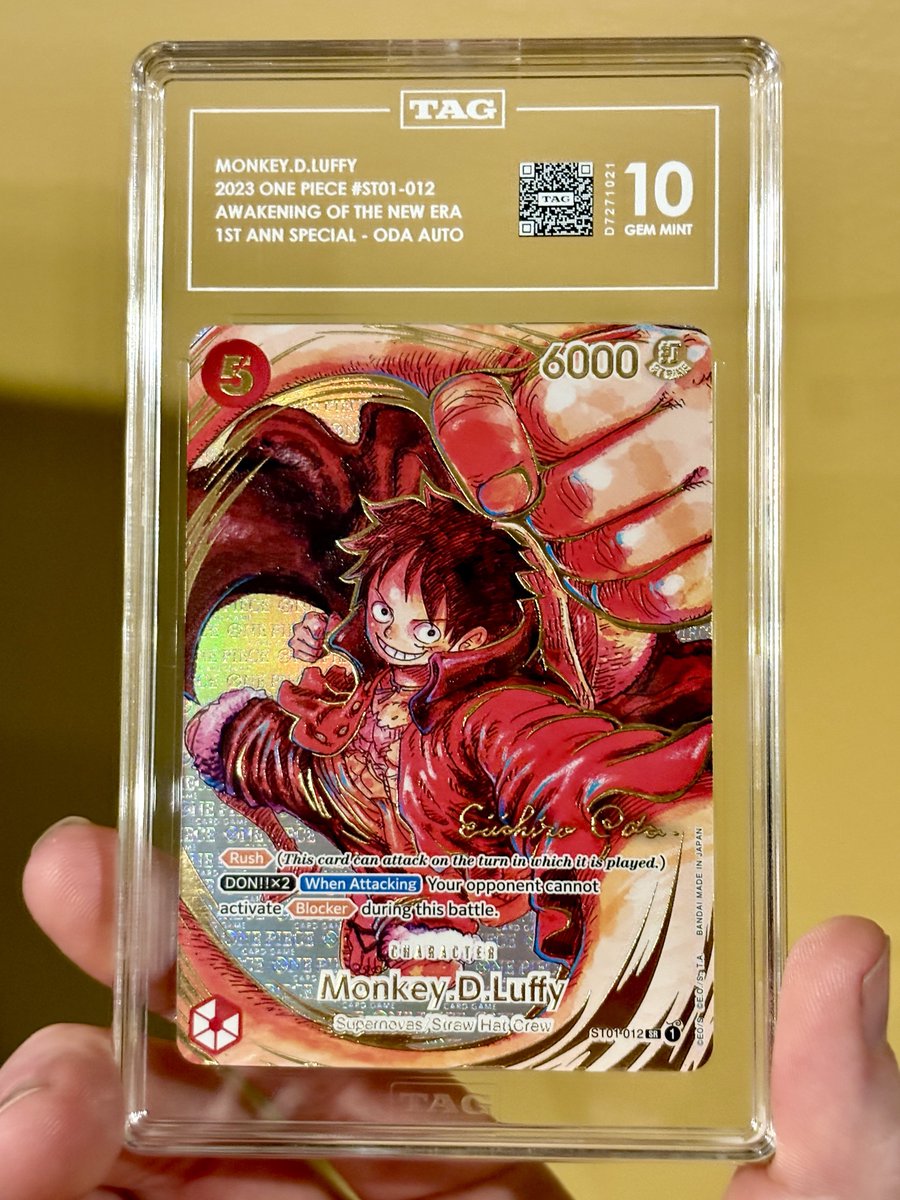 TAG
MONKEY.D.LUFFY
2023 ONE PIECE #ST01-012
AWAKENING OF THE NEW ERA
1ST ANN SPECIAL - ODA AUTO
TAG
D7271021
10
GEM MINT
5
6000
打
Eiichiro Oda.
Rush (This card can attack on the turn in which it is played.)
DON!!×2 When Attacking Your opponent cannot
activate Blocker during this battle.
CHARACTER
Monkey.D.Luffy
Supernovas/Straw Hat Crew
ST01-012 SR 1
©E.O./S., C.E.O./S., T.A. BANDAI MADE IN JAPAN
TAG